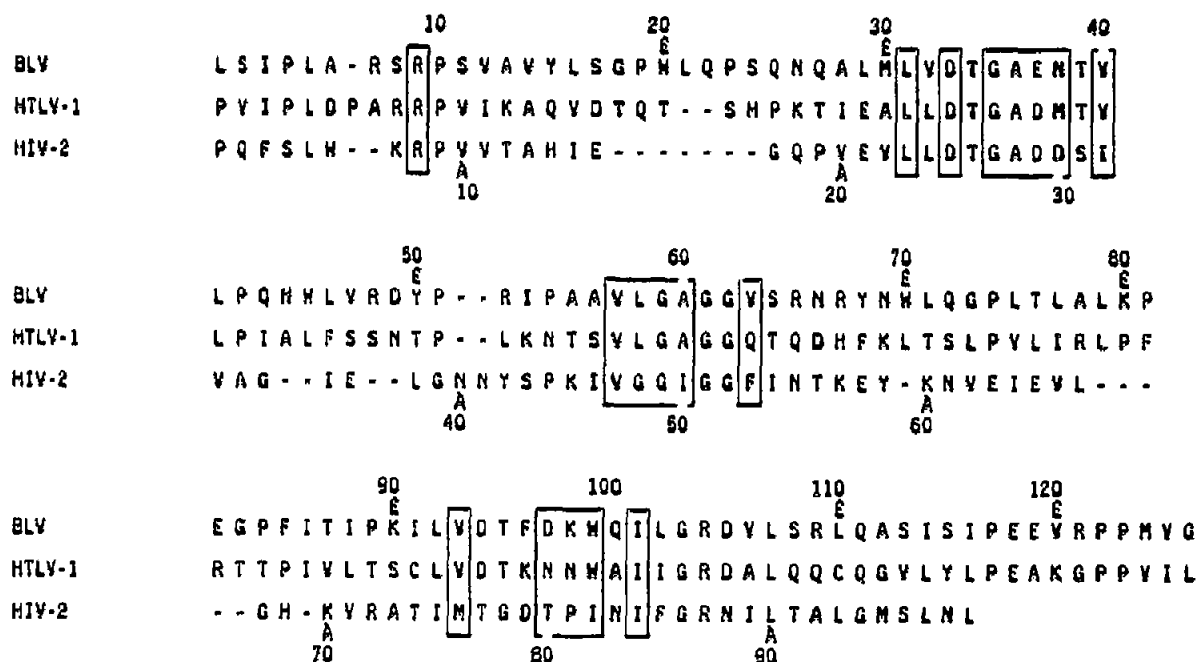 10 20 30 40
BLV L S I P L A - R S R P S V A V Y L S G P W L Q P S Q N Q A L M L V D T G A E N T V
HTLV-1 P V I P L D P A R R P V I K A Q V D T Q T - - S H P K T I E A L L D T G A D M T V
HIV-2 P Q F S L W - - K R P V V T A H I E - - - - - - - G Q P V E V L L D T G A D D S I
10 20 30
50 60 70 80
BLV L P Q H W L V R D Y P - - R I P A A V L G A G G V S R N R Y N W L Q G P L T L A L K P
HTLV-1 L P I A L F S S N T P - - L K N T S V L G A G G Q T Q D H F K L T S L P V L I R L P F
HIV-2 V A G - - I E - - L G N N Y S P K I V G G I G G F I N T K E Y - K N V E I E V L - - -
40 50 60
90 100 110 120
BLV E G P F I T I P K I L V D T F D K W Q I L G R D V L S R L Q A S I S I P E E V R P P M V G
HTLV-1 R T T P I V L T S C L V D T K N N W A I I G R D A L Q Q C Q G V L Y L P E A K G P P V I L
HIV-2 - - G H - K V R A T I M T G D T P I N I F G R N I L T A L G M S L N L
70 80 90